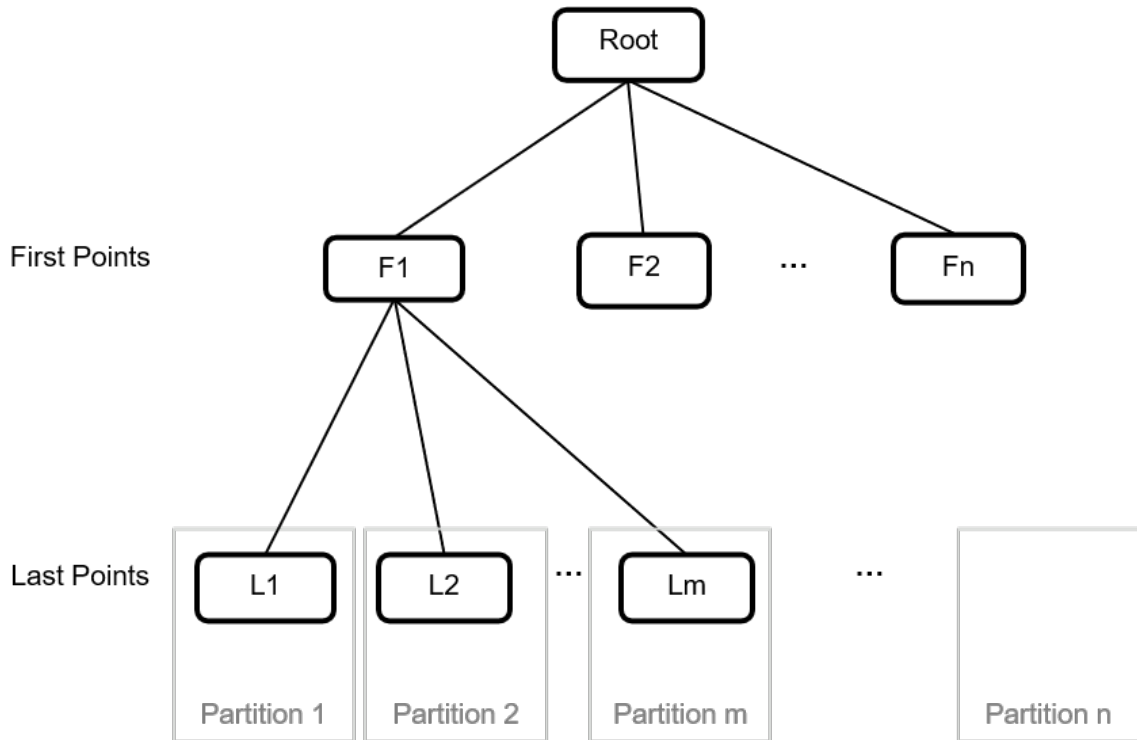 Root
First Points
F1
F2
...
Fn
Last Points
L1
L2
...
Lm
...
Partition 1
Partition 2
Partition m
Partition n